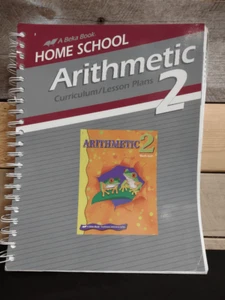 A Beka Book
HOME SCHOOL
Arithmetic 2
Curriculum/Lesson Plans
ARITHMETIC 2